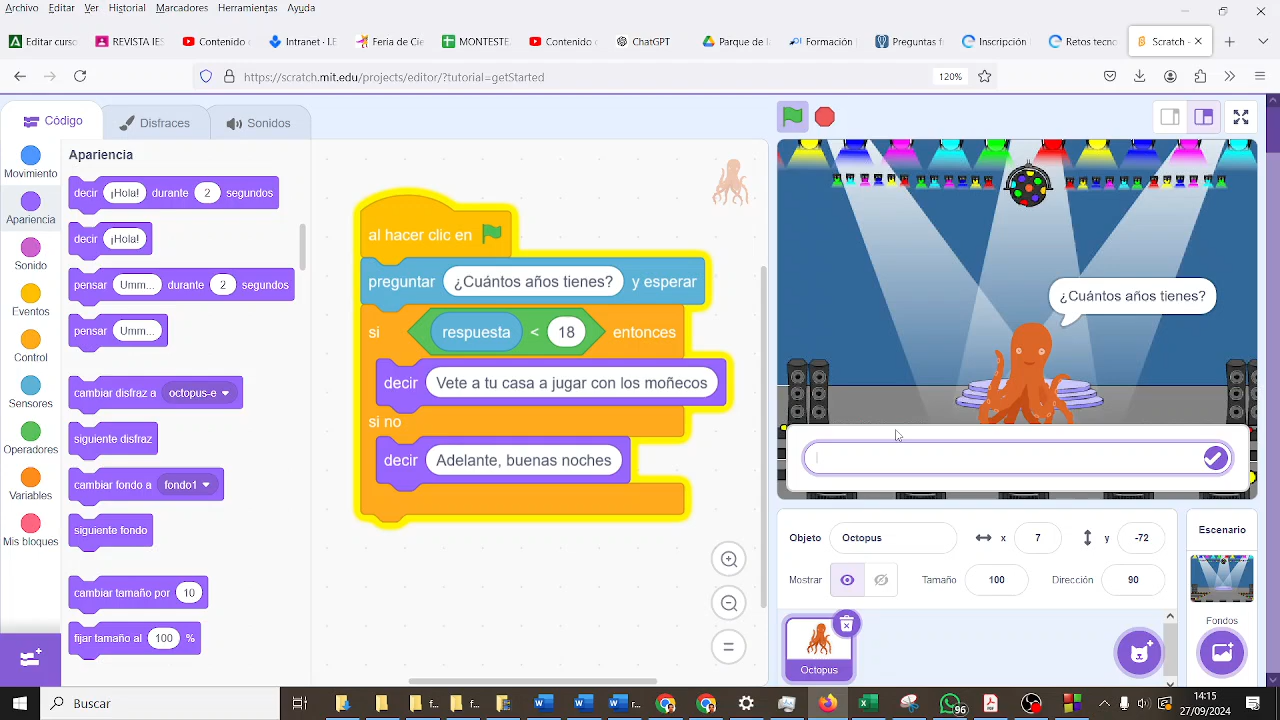 Archivo Editar Ver Historial Marcadores Herramientas Ayuda
Editar curso
REVISTA IES
Contenido
Intranet - LE
Feria de Cie
MONTESTE
Contenido
ChatGPT
Parque de
Formación
Preguntas f
Inscripción
Retos tecno
Scratch -
https://scratch.mit.edu/projects/editor/?tutorial=getStarted
120%
Código
Disfraces
Sonidos
Movimiento
Apariencia
Sonido
Eventos
Control
Sensores
Operadores
Variables
Mis bloques
Apariencia
decir ¡Hola! durante 2 segundos
decir ¡Hola!
pensar Umm... durante 2 segundos
pensar Umm...
cambiar disfraz a octopus-e
siguiente disfraz
cambiar fondo a fondo1
siguiente fondo
cambiar tamaño por 10
fijar tamaño al 100 %
al hacer clic en
preguntar ¿Cuántos años tienes? y esperar
si respuesta < 18 entonces
decir Vete a tu casa a jugar con los moñecos
si no
decir Adelante, buenas noches
¿Cuántos años tienes?
Objeto Octopus x 7 y -72
Mostrar Tamaño 100 Dirección 90
Octopus
Escenario
Fondos
Buscar
96
14:15
27/09/2024